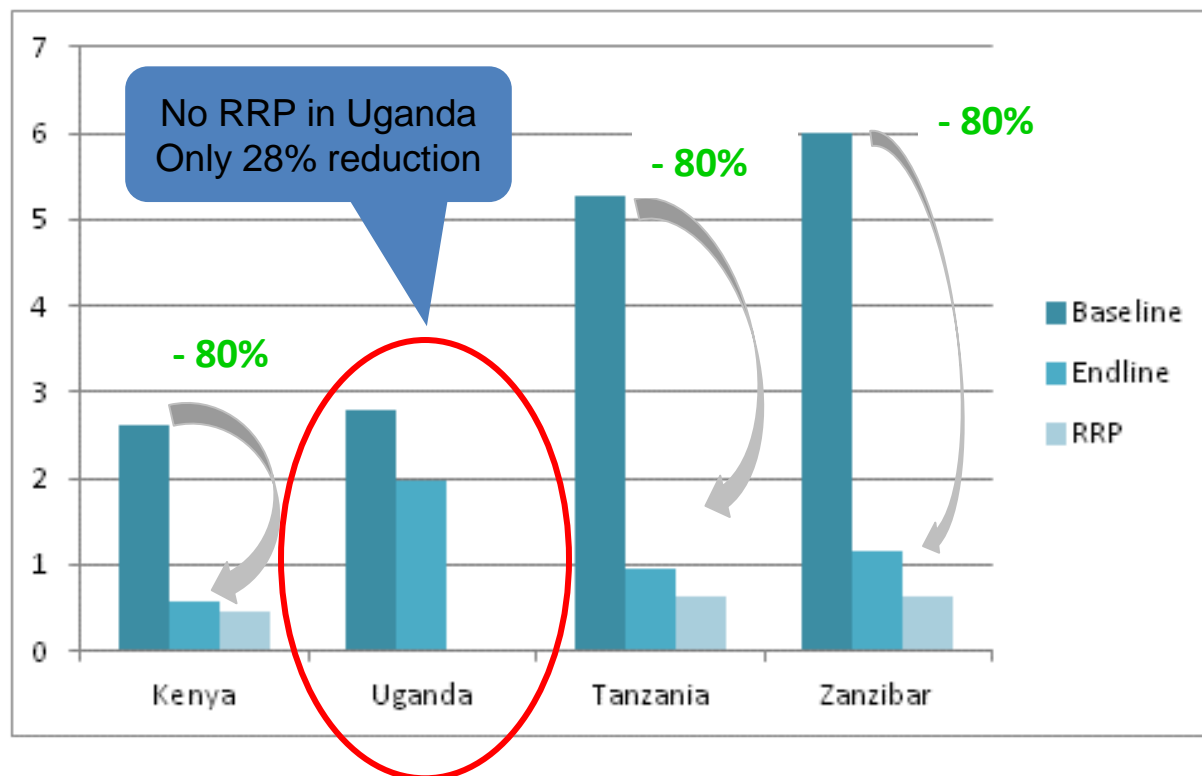 7
6
5
4
3
2
1
0
No RRP in Uganda
Only 28% reduction
- 80%
- 80%
- 80%
Baseline
Endline
RRP
Kenya
Uganda
Tanzania
Zanzibar